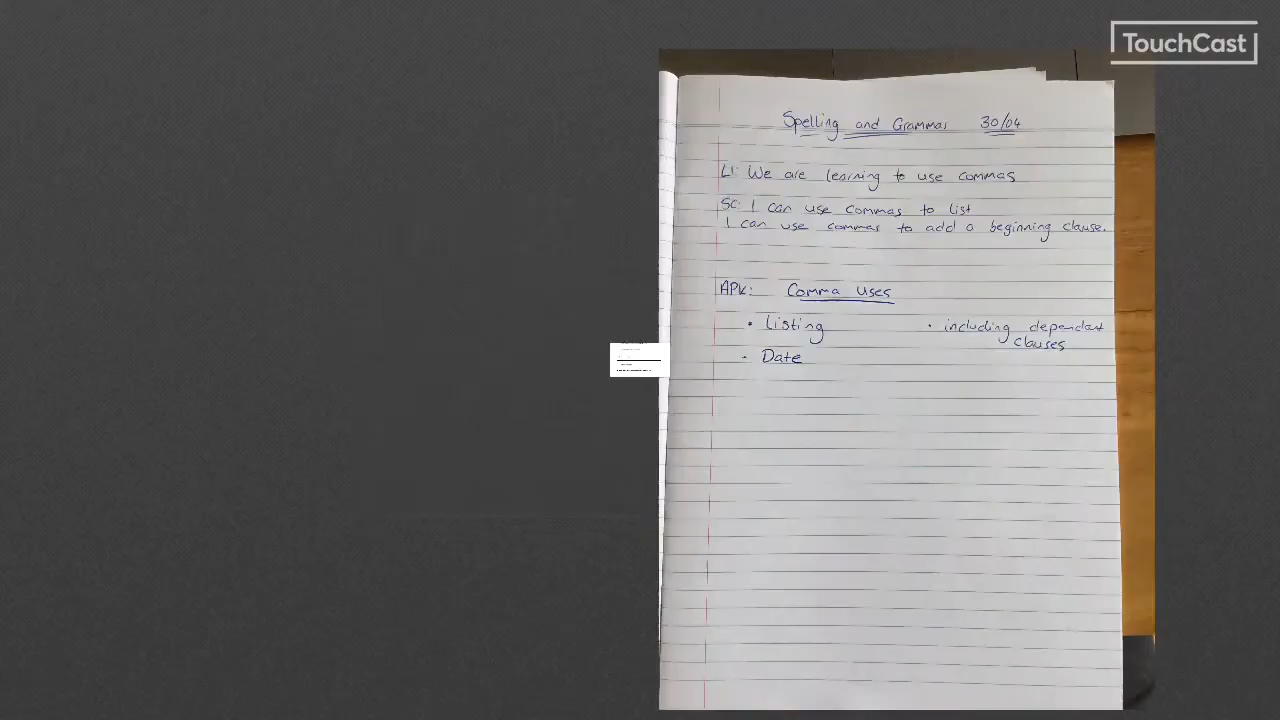 TouchCast
Spelling and Grammar 30/04
LI: We are learning to use commas
SC: I can use commas to list
I can use commas to add a beginning clause.
APK: Comma uses
• Listing
• including dependant
clauses
• Date